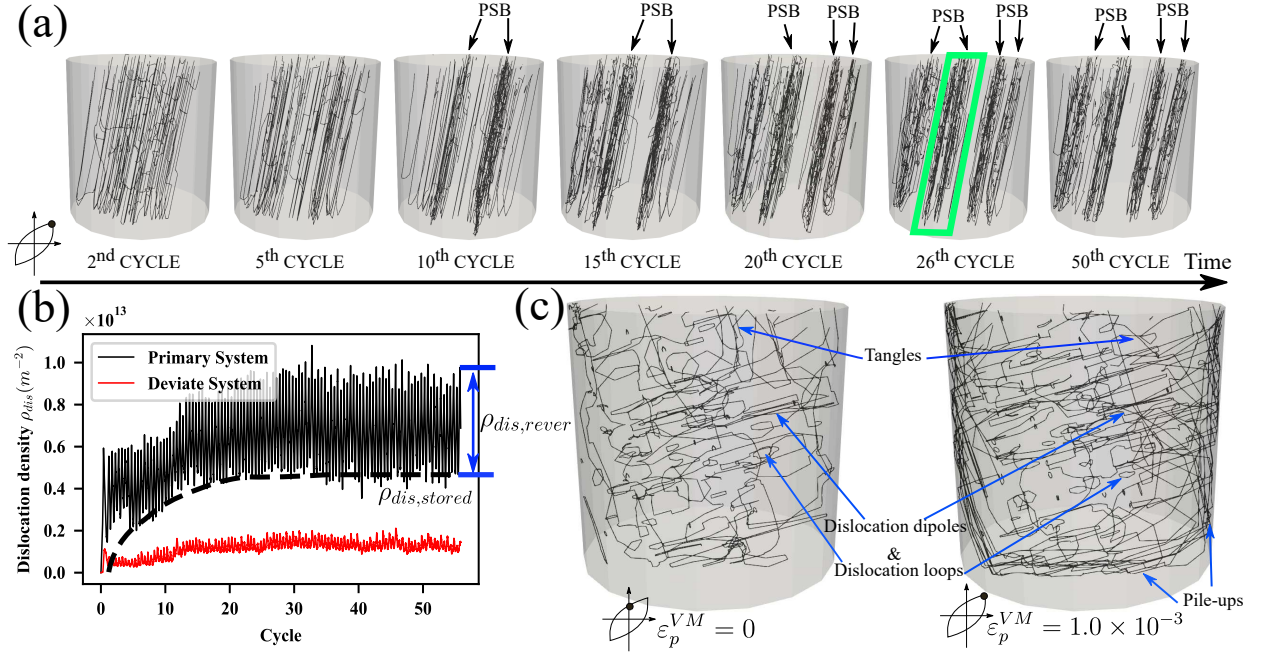 (a)
PSB PSB PSB PSB PSB PSB PSB PSB
2nd CYCLE 5th CYCLE 10th CYCLE 15th CYCLE 20th CYCLE 26th CYCLE 50th CYCLE Time
(b)
×10¹³
Dislocation density ρdis(m⁻²)
1.0
0.8
0.6
0.4
0.2
0.0
Primary System
Deviate System
ρdis,rever
ρdis,stored
0 10 20 30 40 50
Cycle
(c)
Tangles
Dislocation dipoles
&
Dislocation loops
Pile-ups
εpVM = 0
εpVM = 1.0 × 10⁻³